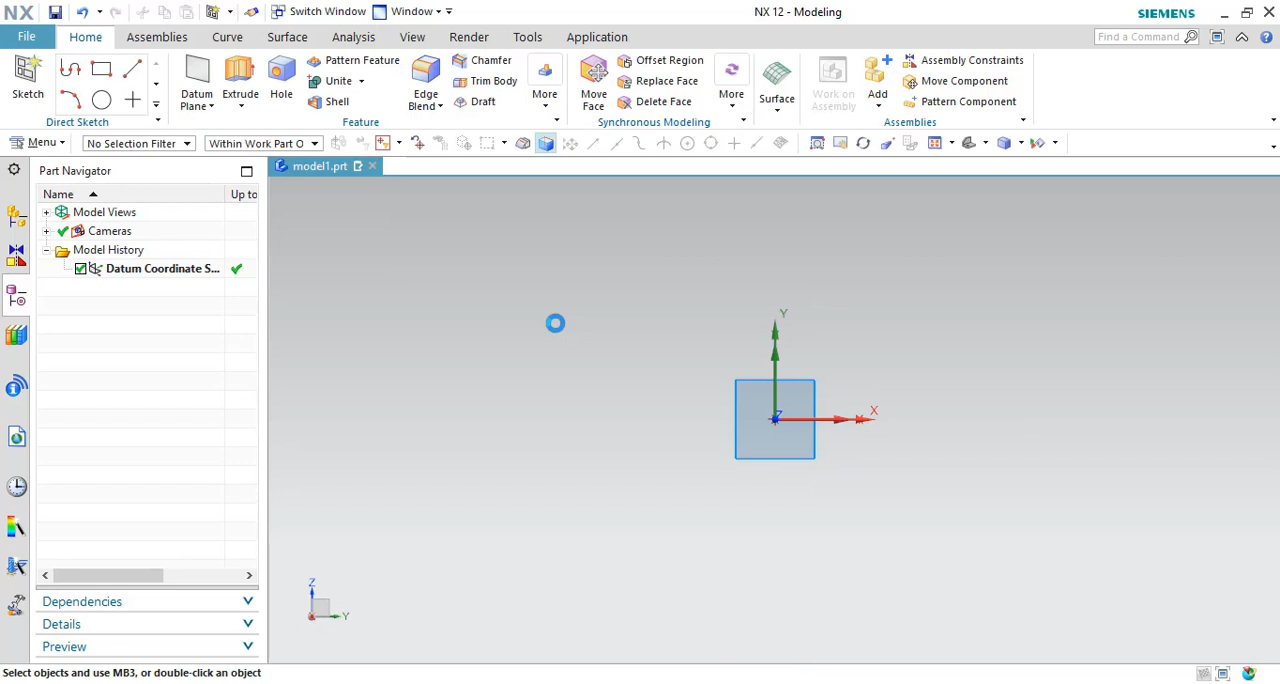 NX Switch Window Window NX 12 - Modeling SIEMENS
File Home Assemblies Curve Surface Analysis View Render Tools Application Find a Command
Sketch
Direct Sketch
Datum
Plane
Extrude
Hole
Pattern Feature
Unite
Shell
Edge
Blend
Chamfer
Trim Body
Draft
More
Feature
Move
Face
Offset Region
Replace Face
Delete Face
More
Synchronous Modeling
Surface
Work on
Assembly
Add
Assembly Constraints
Move Component
Pattern Component
Assemblies
Menu No Selection Filter Within Work Part O
Part Navigator
model1.prt
Name Up to
Model Views
Cameras
Model History
Datum Coordinate S...
Y
X
Z
Z
Y
Dependencies
Details
Preview
Select objects and use MB3, or double-click an object